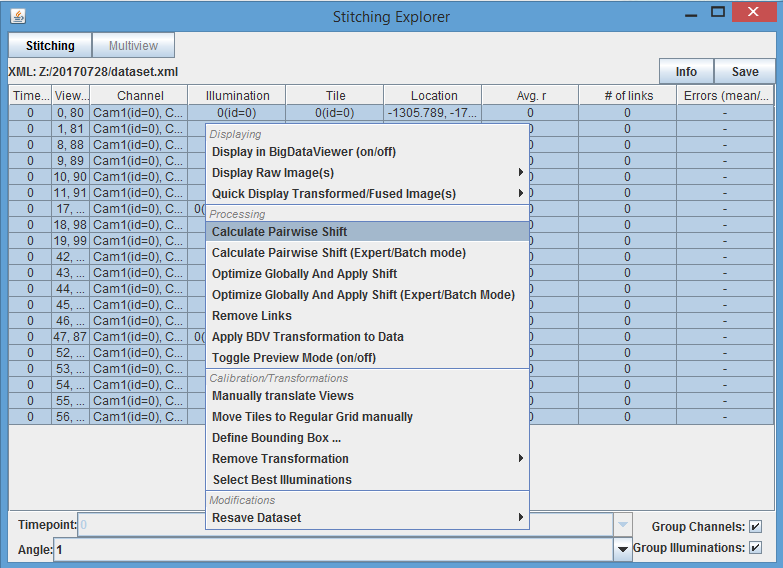 Stitching Explorer
Stitching Multiview
XML: Z:/20170728/dataset.xml
Info Save
Time... View... Channel Illumination Tile Location Avg. r # of links Errors (mean/...
0 0, 80 Cam1(id=0), C... 0(id=0) 0(id=0) -1305.789, -17... 0 0 -
0 1, 81 Cam1(id=0), C... 0 0 -
0 8, 88 Cam1(id=0), C... 0 0 -
0 9, 89 Cam1(id=0), C... 0 0 -
0 10, 90 Cam1(id=0), C... 0 0 -
0 11, 91 Cam1(id=0), C... 0 0 -
0 17, ... Cam1(id=0), C... 0( 0 0 -
0 18, 98 Cam1(id=0), C... 0 0 -
0 19, 99 Cam1(id=0), C... 0 0 -
0 42, ... Cam1(id=0), C... 0 0 -
0 43, ... Cam1(id=0), C... 0 0 -
0 44, ... Cam1(id=0), C... 0 0 -
0 45, ... Cam1(id=0), C... 0 0 -
0 46, ... Cam1(id=0), C... 0 0 -
0 47, 87 Cam1(id=0), C... 0( 0 0 -
0 52, ... Cam1(id=0), C... 0 0 -
0 53, ... Cam1(id=0), C... 0 0 -
0 54, ... Cam1(id=0), C... 0 0 -
0 55, ... Cam1(id=0), C... 0 0 -
0 56, ... Cam1(id=0), C... 0 0 -
Displaying
Display in BigDataViewer (on/off)
Display Raw Image(s)
Quick Display Transformed/Fused Image(s)
Processing
Calculate Pairwise Shift
Calculate Pairwise Shift (Expert/Batch mode)
Optimize Globally And Apply Shift
Optimize Globally And Apply Shift (Expert/Batch Mode)
Remove Links
Apply BDV Transformation to Data
Toggle Preview Mode (on/off)
Calibration/Transformations
Manually translate Views
Move Tiles to Regular Grid manually
Define Bounding Box ...
Remove Transformation
Select Best Illuminations
Modifications
Resave Dataset
Timepoint: 0 Group Channels:
Angle: 1 Group Illuminations: